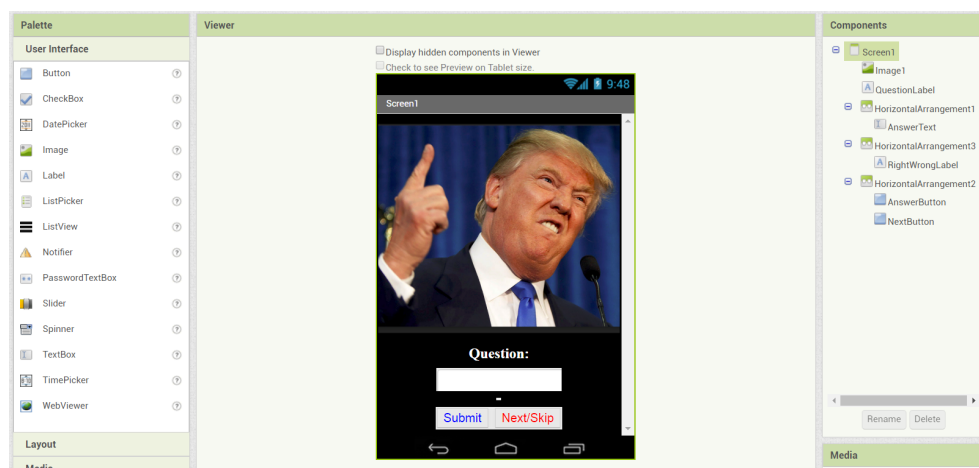 Palette
User Interface
Button
CheckBox
DatePicker
Image
Label
ListPicker
ListView
Notifier
PasswordTextBox
Slider
Spinner
TextBox
TimePicker
WebViewer
Layout
Media
Viewer
Display hidden components in Viewer
Check to see Preview on Tablet size.
9:48
Screen1
Question:
-
Submit Next/Skip
Components
Screen1
Image1
QuestionLabel
HorizontalArrangement1
AnswerText
HorizontalArrangement3
RightWrongLabel
HorizontalArrangement2
AnswerButton
NextButton
Rename Delete
Media